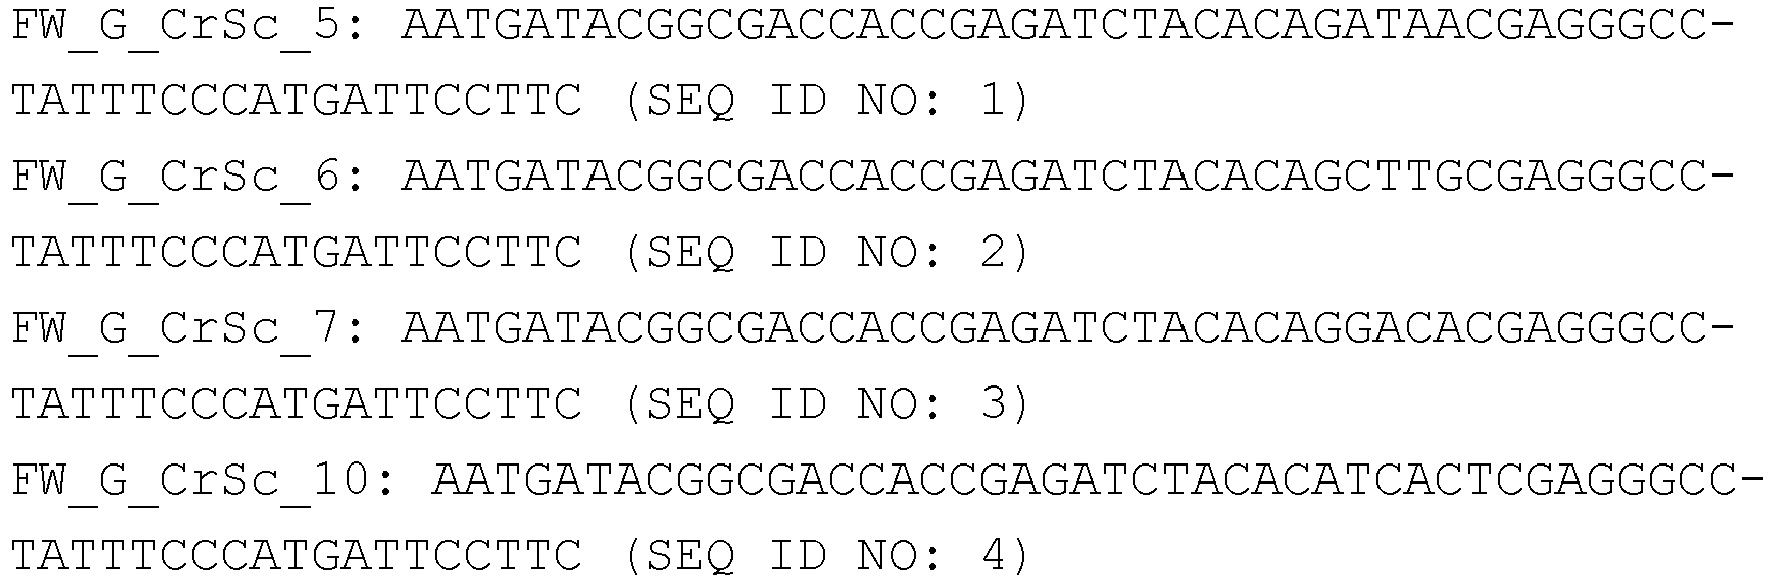 FW_G_CrSc_5: AATGATACGGCGACCACCGAGATCTACACAGATAACGAGGGCC-
TATTTCCCATGATTCCTTC (SEQ ID NO: 1)
FW_G_CrSc_6: AATGATACGGCGACCACCGAGATCTACACAGCTTGCGAGGGCC-
TATTTCCCATGATTCCTTC (SEQ ID NO: 2)
FW_G_CrSc_7: AATGATACGGCGACCACCGAGATCTACACAGGACACGAGGGCC-
TATTTCCCATGATTCCTTC (SEQ ID NO: 3)
FW_G_CrSc_10: AATGATACGGCGACCACCGAGATCTACACATCACTCGAGGGCC-
TATTTCCCATGATTCCTTC (SEQ ID NO: 4)